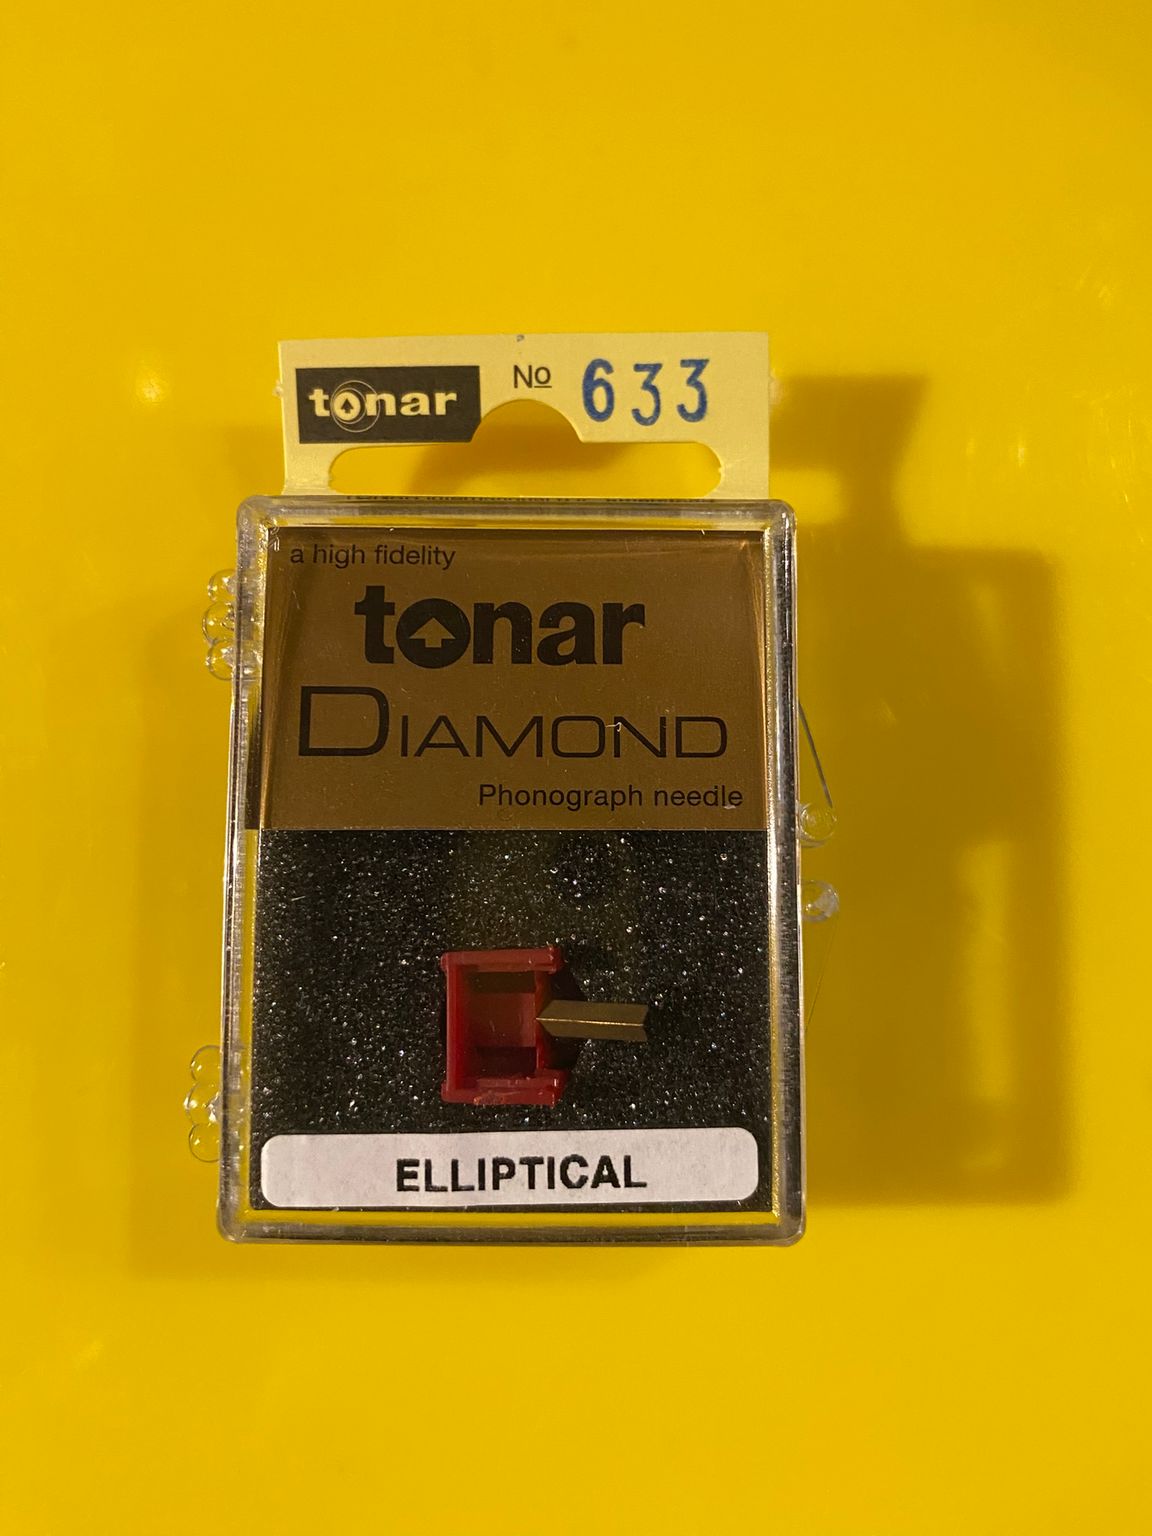 tonar No 633
a high fidelity
tonar
DIAMOND
Phonograph needle
ELLIPTICAL